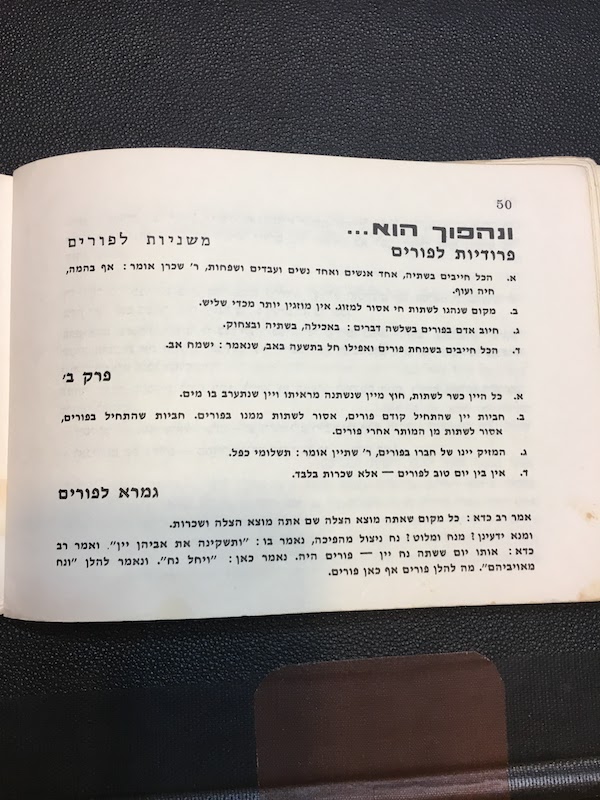 50
ונהפוך הוא...
פרודיות לפורים
משניות לפורים
א. הכל חייבים בשתיה, אחד אנשים ואחד נשים ועבדים ושפחות, ר׳ שכרן אומר: אף בהמה,
חיה ועוף.
ב. מקום שנהגו לשתות חי אסור למזוג. אין מוזגין יותר מכדי שליש.
ג. חיוב אדם בפורים בשלשה דברים: באכילה, בשתיה ובצחוק.
ד. הכל חייבים בשמחת פורים ואפילו חל בתשעה באב, שנאמר: ישמח אב.
פרק ב׳
א. כל היין כשר לשתות, חוץ מיין שנשתנה מראיתו ויין שנתערב בו מים.
ב. חביות יין שהתחיל קודם פורים, אסור לשתות ממנו בפורים. חביות שהתחיל בפורים,
אסור לשתות מן המותר אחרי פורים.
ג. המזיק יינו של חברו בפורים, ר׳ שתיין אומר: תשלומי כפל.
ד. אין בין יום טוב לפורים — אלא שכרות בלבד.
גמרא לפורים
אמר רב כדא: כל מקום שאתה מוצא הצלה שם אתה מוצא הצלה ושכרות.
ומנא ידעינן? מנח ומלוט? נח ניצול מהפיכה, נאמר בו: "ותשקינה את אביהן יין". ואמר רב
כדא: אותו יום ששתה נח יין — פורים היה. נאמר כאן: "ויחל נח". ונאמר להלן "ונח
מאויביהם". מה להלן פורים אף כאן פורים.